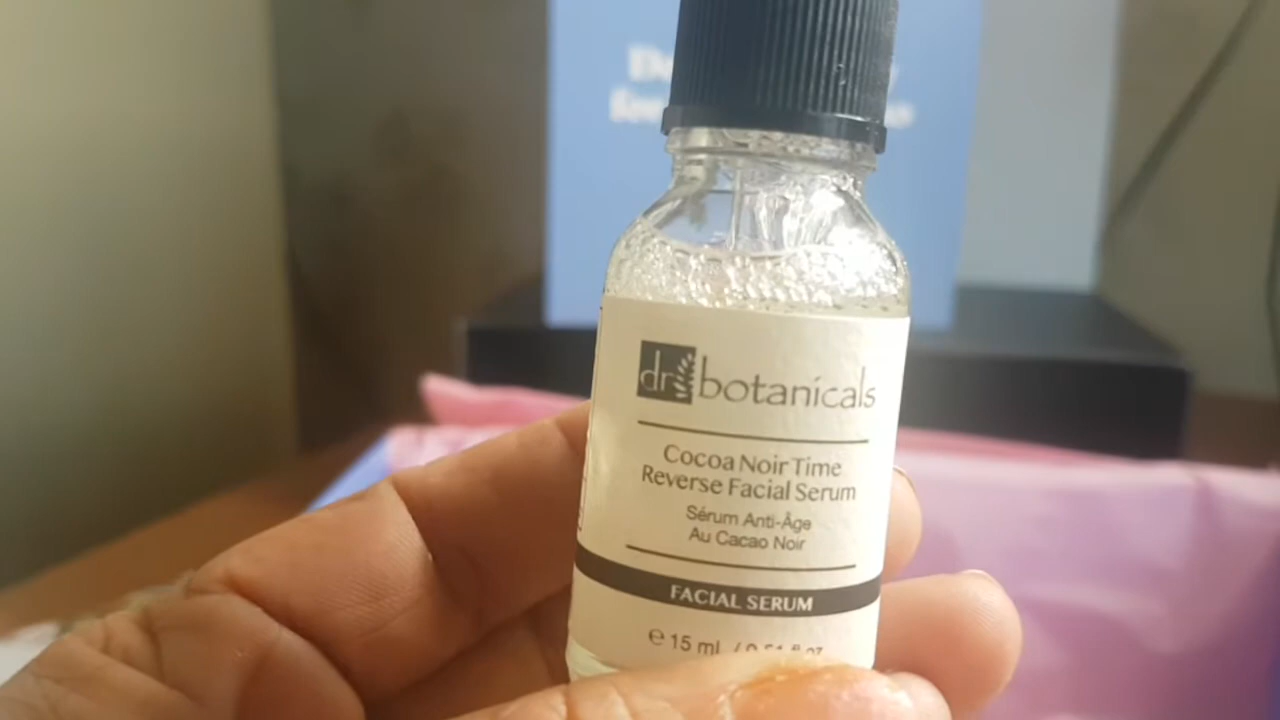 dr botanicals
Cocoa Noir Time
Reverse Facial Serum
Sérum Anti-Âge
Au Cacao Noir
FACIAL SERUM
e 15 ml /